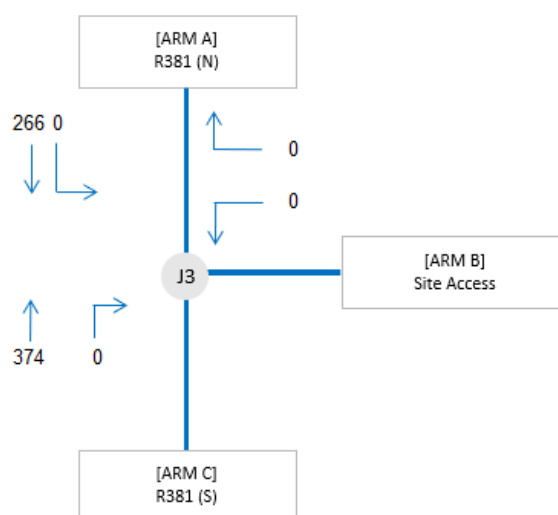 [ARM A]
R381 (N)
266 0
0
0
[ARM B]
Site Access
J3
374 0
[ARM C]
R381 (S)